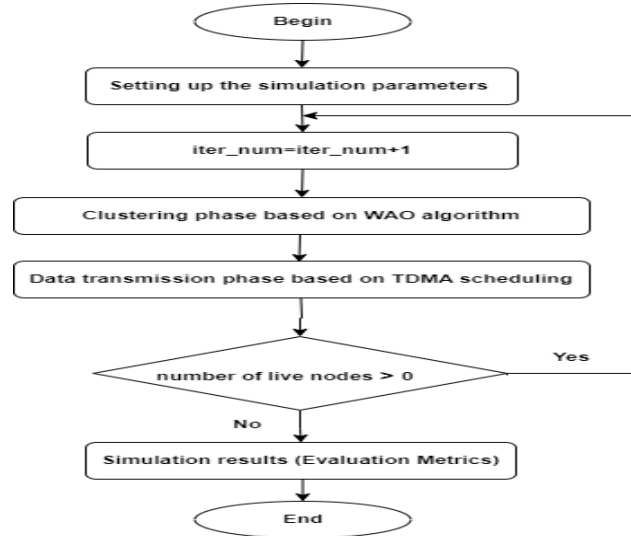 Begin
Setting up the simulation parameters
iter_num=iter_num+1
Clustering phase based on WAO algorithm
Data transmission phase based on TDMA scheduling
number of live nodes > 0
Yes
No
Simulation results (Evaluation Metrics)
End